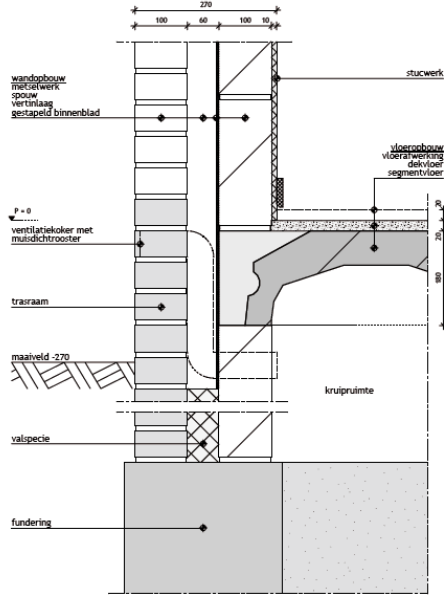 270
100 60 100 10
wandopbouw
metselwerk
spouw
vertinlaag
gestapeld binnenblad
stucwerk
vloeropbouw
vloerafwerking
dekvloer
segmentvloer
P = 0
20
20
180
ventilatiekoker met
muisdichtrooster
trasraam
maaiveld -270
kruipruimte
valspecie
fundering